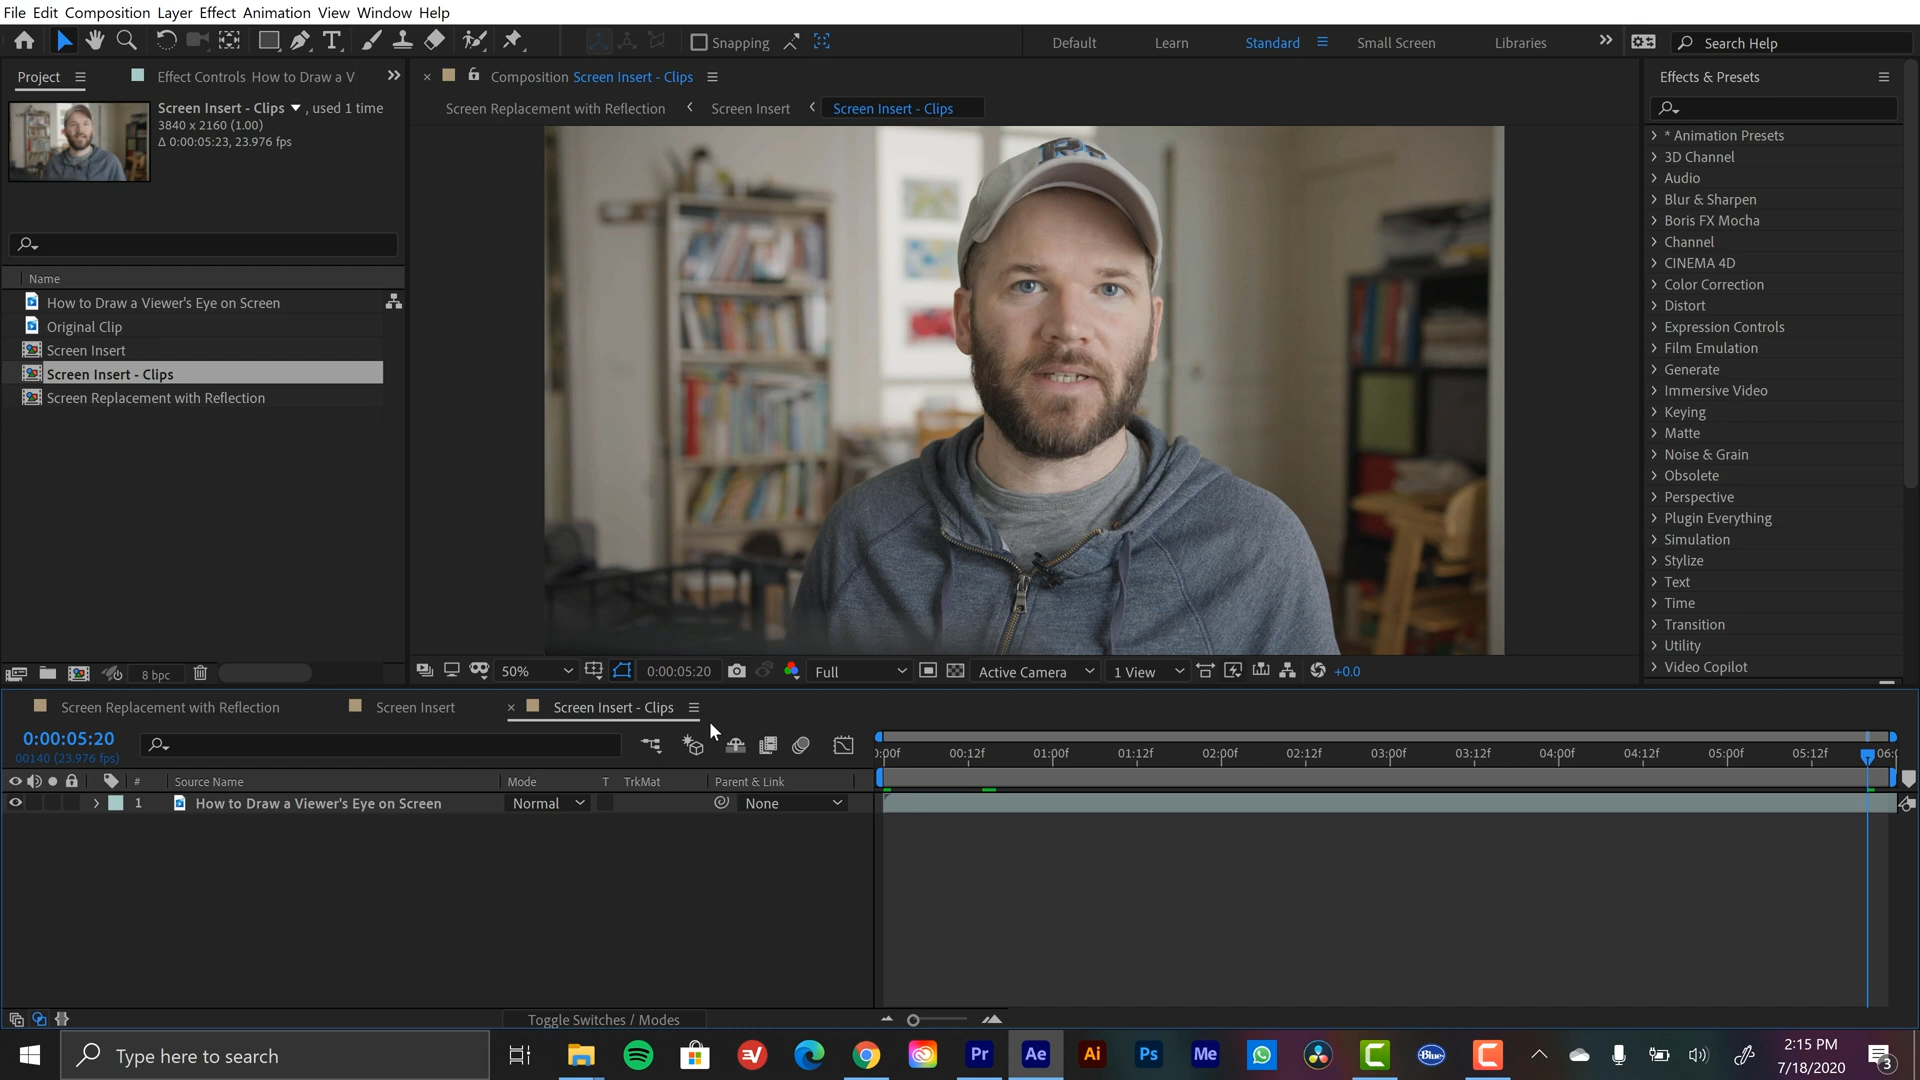 File Edit Composition Layer Effect Animation View Window Help
Snapping
Default Learn Standard Small Screen Libraries Search Help
Project Effect Controls How to Draw a V
Composition Screen Insert - Clips
Effects & Presets
Screen Insert - Clips , used 1 time
3840 x 2160 (1.00)
Δ 0:00:05:23, 23.976 fps
Screen Replacement with Reflection Screen Insert Screen Insert - Clips
Name
How to Draw a Viewer's Eye on Screen
Original Clip
Screen Insert
Screen Insert - Clips
Screen Replacement with Reflection
* Animation Presets
3D Channel
Audio
Blur & Sharpen
Boris FX Mocha
Channel
CINEMA 4D
Color Correction
Distort
Expression Controls
Film Emulation
Generate
Immersive Video
Keying
Matte
Noise & Grain
Obsolete
Perspective
Plugin Everything
Simulation
Stylize
Text
Time
Transition
Utility
Video Copilot
8 bpc
50% 0:00:05:20 Full Active Camera 1 View +0.0
Screen Replacement with Reflection Screen Insert Screen Insert - Clips
0:00:05:20
00140 (23.976 fps)
:00f 00:12f 01:00f 01:12f 02:00f 02:12f 03:00f 03:12f 04:00f 04:12f 05:00f 05:12f 06:0
# Source Name Mode T TrkMat Parent & Link
1 How to Draw a Viewer's Eye on Screen Normal None
Toggle Switches / Modes
Type here to search
Pr Ae Ai Ps Me Blue
2:15 PM
7/18/2020
3